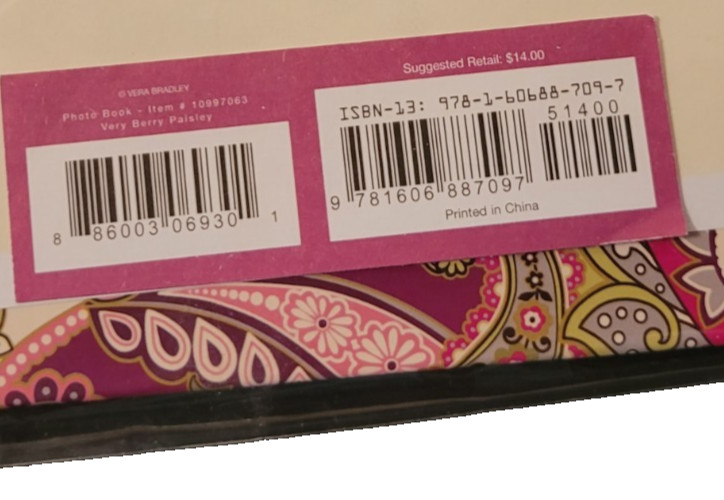 © VERA BRADLEY
Photo Book - Item # 10997063
Very Berry Paisley
8 86003 06930 1
Suggested Retail: $14.00
ISBN-13: 978-1-60688-709-7
51400
9 781606 887097
Printed in China